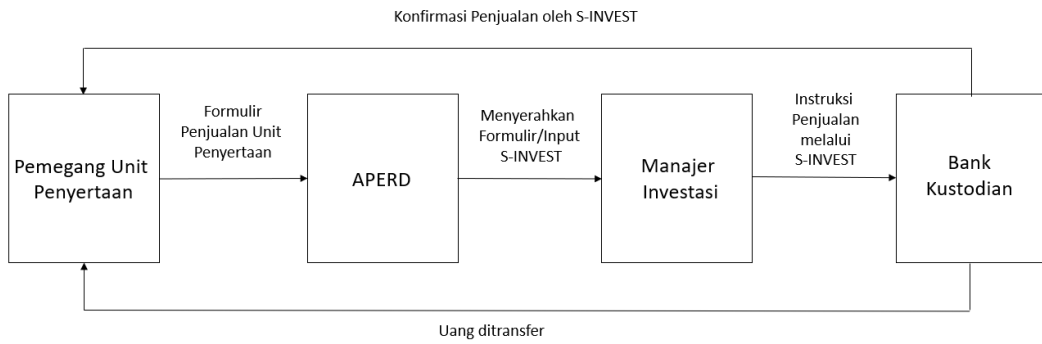 Konfirmasi Penjualan oleh S-INVEST
Pemegang Unit
Penyertaan
Formulir
Penjualan Unit
Penyertaan
APERD
Menyerahkan
Formulir/Input
S-INVEST
Manajer
Investasi
Instruksi
Penjualan
melalui
S-INVEST
Bank
Kustodian
Uang ditransfer